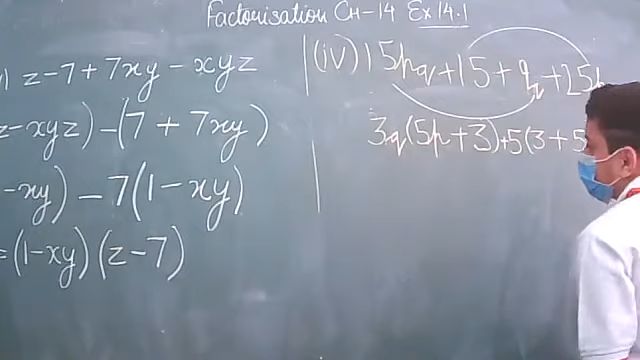 Factorisation CH-14 Ex 14.1
) z-7+7xy-xyz
z-xyz)-(7+7xy)
-xy)-7(1-xy)
=(1-xy)(z-7)
(iv) 15pq+15+9q+25p
3q(5p+3)+5(3+5